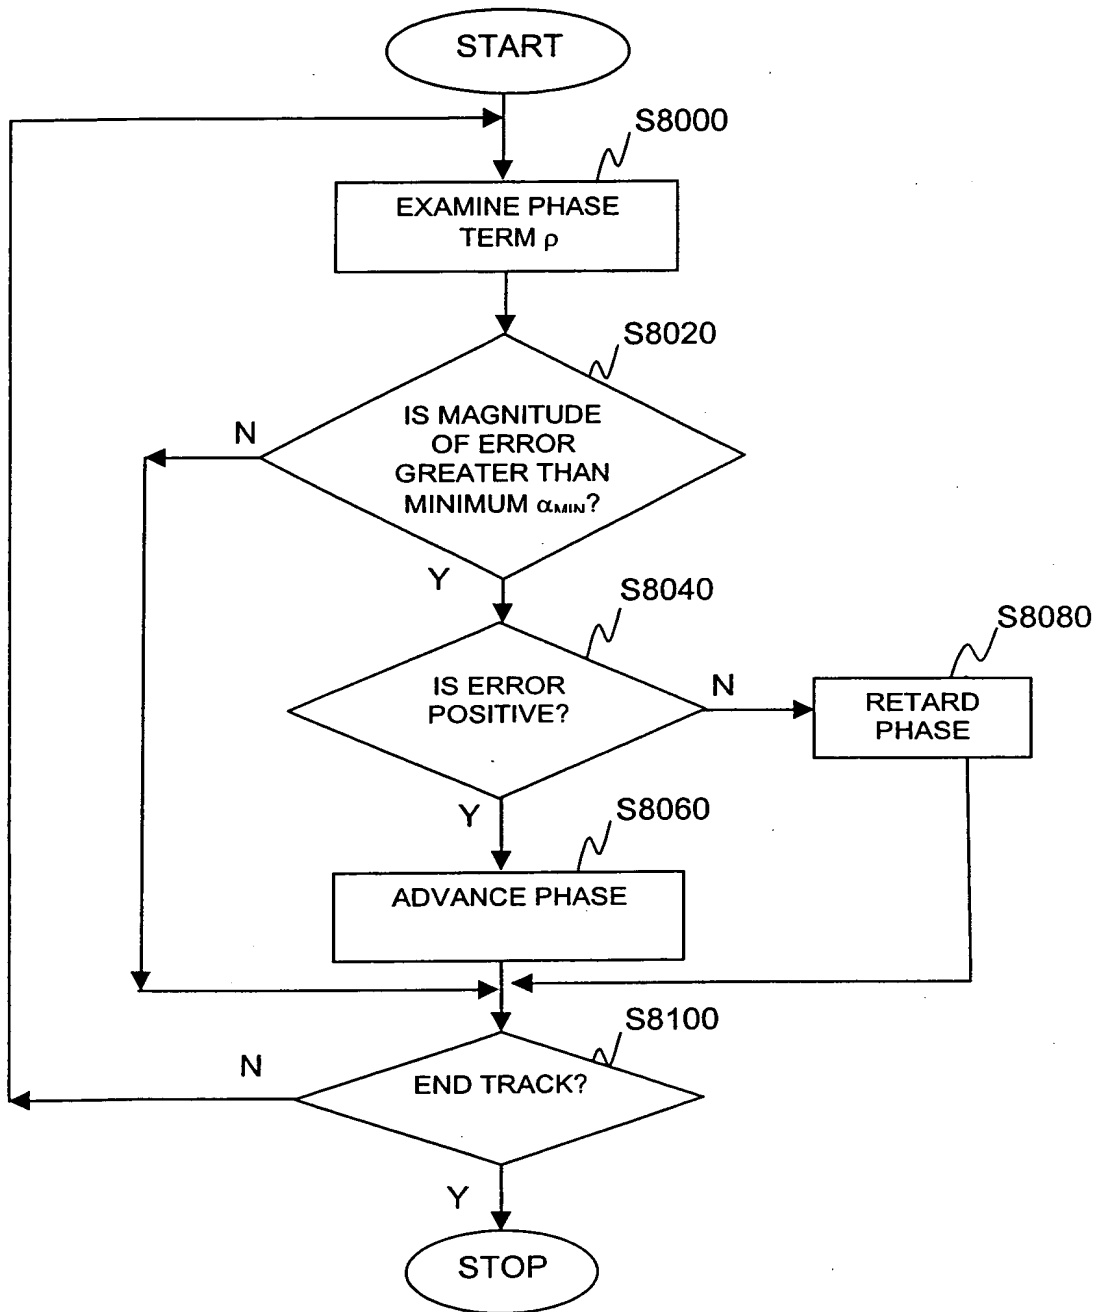 START
S8000
EXAMINE PHASE
TERM ρ
S8020
IS MAGNITUDE
OF ERROR
GREATER THAN
MINIMUM αMIN?
N
Y
S8040
S8080
IS ERROR
POSITIVE?
N
RETARD
PHASE
Y
S8060
ADVANCE PHASE
S8100
N
END TRACK?
Y
STOP